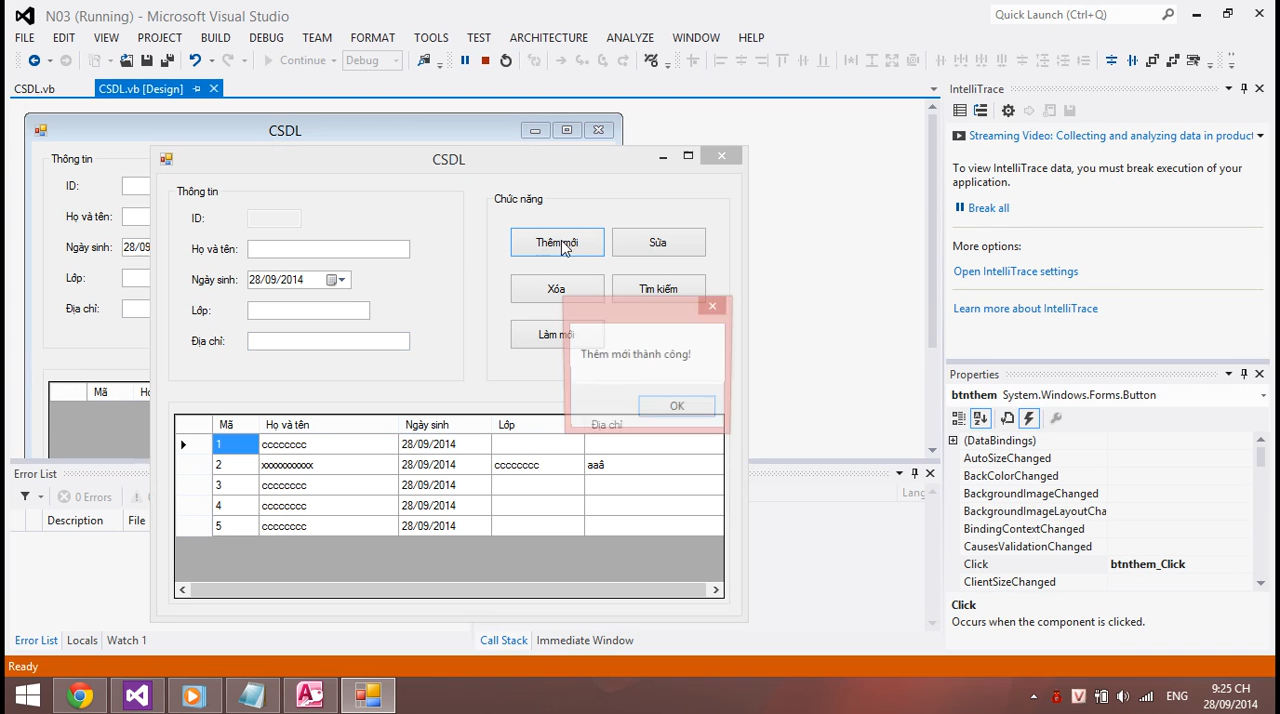 N03 (Running) - Microsoft Visual Studio
Quick Launch (Ctrl+Q)
FILE EDIT VIEW PROJECT BUILD DEBUG TEAM FORMAT TOOLS TEST ARCHITECTURE ANALYZE WINDOW HELP
Continue Debug
CSDL.vb CSDL.vb [Design]
IntelliTrace
Streaming Video: Collecting and analyzing data in product
To view IntelliTrace data, you must break execution of your
application.
Break all
More options:
Open IntelliTrace settings
Learn more about IntelliTrace
CSDL
Thông tin
ID:
Họ và tên:
Ngày sinh: 28/09
Lớp:
Địa chỉ:
Mã
CSDL
Thông tin
ID:
Họ và tên:
Ngày sinh: 28/09/2014
Lớp:
Địa chỉ:
Chức năng
Thêm mới Sửa
Xóa Tìm kiếm
Làm mới
Thêm mới thành công!
OK
Mã Họ và tên Ngày sinh Lớp Địa chỉ
1 cccccccc 28/09/2014
2 xxxxxxxxxxx 28/09/2014 cccccccc aaâ
3 cccccccc 28/09/2014
4 cccccccc 28/09/2014
5 cccccccc 28/09/2014
Error List
0 Errors
Description File
Error List Locals Watch 1
Call Stack Immediate Window
Properties
btnthem System.Windows.Forms.Button
(DataBindings)
AutoSizeChanged
BackColorChanged
BackgroundImageChanged
BackgroundImageLayoutCha
BindingContextChanged
CausesValidationChanged
Click btnthem_Click
ClientSizeChanged
Click
Occurs when the component is clicked.
Ready
ENG
9:25 CH
28/09/2014